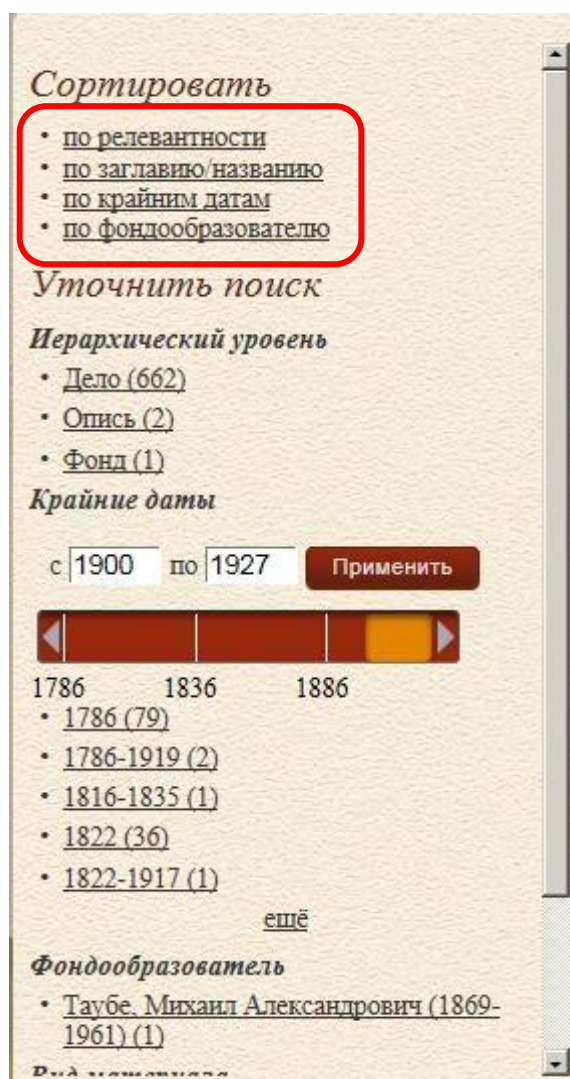 Сортировать
по релевантности
по заглавию/названию
по крайним датам
по фондообразователю
Уточнить поиск
Иерархический уровень
Дело (662)
Опись (2)
Фонд (1)
Крайние даты
с 1900 по 1927 Применить
1786 1836 1886
1786 (79)
1786-1919 (2)
1816-1835 (1)
1822 (36)
1822-1917 (1)
ещё
Фондообразователь
Таубе, Михаил Александрович (1869-
1961) (1)
Вид материала